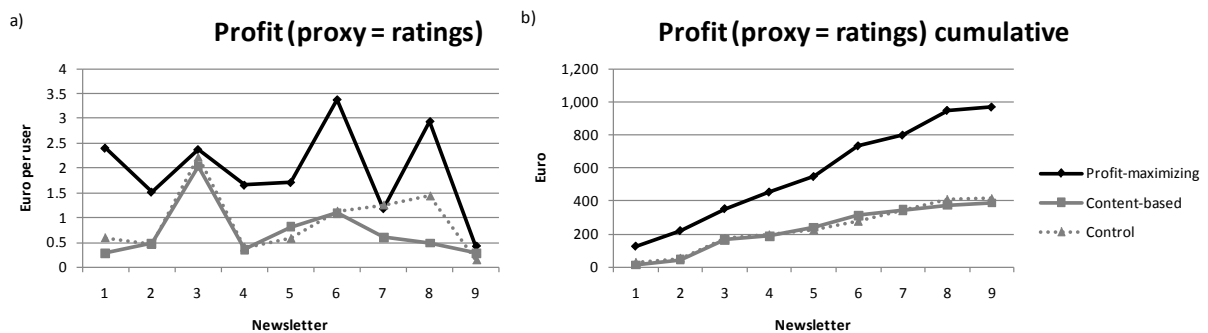 a)
Profit (proxy = ratings)
4
3.5
3
2.5
2
1.5
1
0.5
0
Euro per user
1 2 3 4 5 6 7 8 9
Newsletter
b)
Profit (proxy = ratings) cumulative
1,200
1,000
800
600
400
200
0
Euro
1 2 3 4 5 6 7 8 9
Newsletter
Profit-maximizing
Content-based
Control